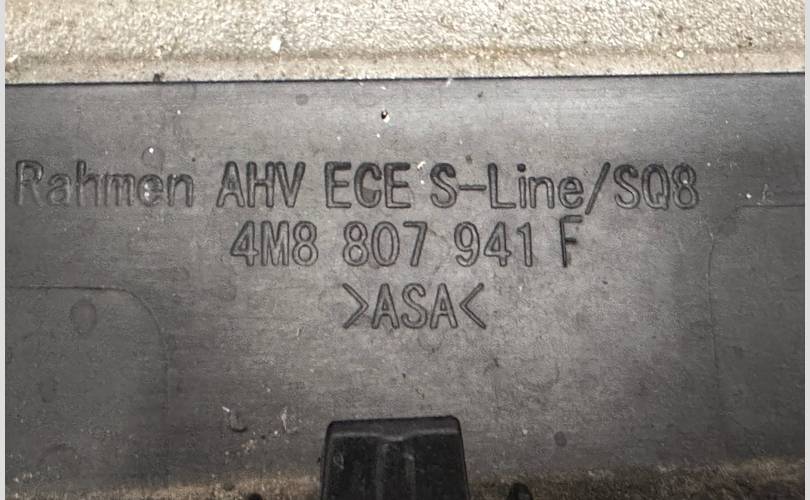 Rahmen AHV ECE S-Line/SQ8
4M8 807 941 F
>ASA<